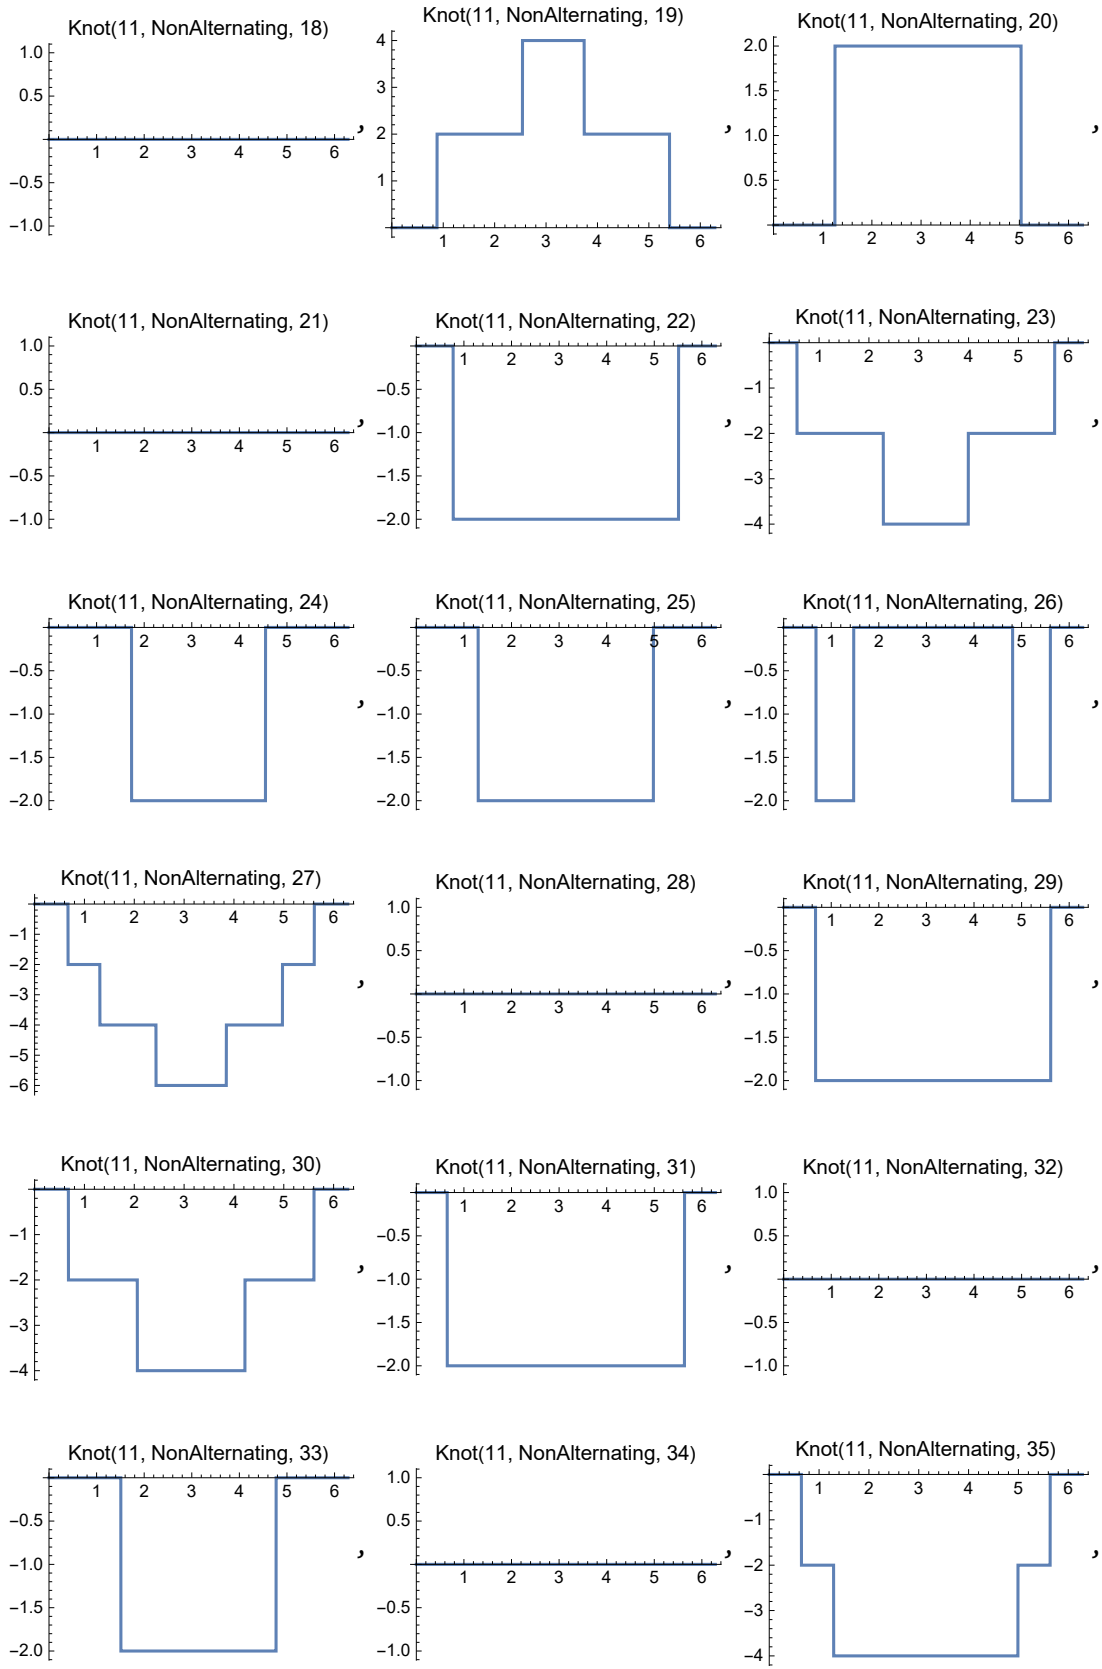 Knot(11, NonAlternating, 18)
1.0
0.5
−0.5
−1.0
1 2 3 4 5 6
,
Knot(11, NonAlternating, 19)
4
3
2
1
1 2 3 4 5 6
,
Knot(11, NonAlternating, 20)
2.0
1.5
1.0
0.5
1 2 3 4 5 6
,
Knot(11, NonAlternating, 21)
1.0
0.5
−0.5
−1.0
1 2 3 4 5 6
,
Knot(11, NonAlternating, 22)
1 2 3 4 5 6
−0.5
−1.0
−1.5
−2.0
,
Knot(11, NonAlternating, 23)
1 2 3 4 5 6
−1
−2
−3
−4
,
Knot(11, NonAlternating, 24)
1 2 3 4 5 6
−0.5
−1.0
−1.5
−2.0
,
Knot(11, NonAlternating, 25)
1 2 3 4 5 6
−0.5
−1.0
−1.5
−2.0
,
Knot(11, NonAlternating, 26)
1 2 3 4 5 6
−0.5
−1.0
−1.5
−2.0
,
Knot(11, NonAlternating, 27)
1 2 3 4 5 6
−1
−2
−3
−4
−5
−6
,
Knot(11, NonAlternating, 28)
1.0
0.5
−0.5
−1.0
1 2 3 4 5 6
,
Knot(11, NonAlternating, 29)
1 2 3 4 5 6
−0.5
−1.0
−1.5
−2.0
,
Knot(11, NonAlternating, 30)
1 2 3 4 5 6
−1
−2
−3
−4
,
Knot(11, NonAlternating, 31)
1 2 3 4 5 6
−0.5
−1.0
−1.5
−2.0
,
Knot(11, NonAlternating, 32)
1.0
0.5
−0.5
−1.0
1 2 3 4 5 6
,
Knot(11, NonAlternating, 33)
1 2 3 4 5 6
−0.5
−1.0
−1.5
−2.0
,
Knot(11, NonAlternating, 34)
1.0
0.5
−0.5
−1.0
1 2 3 4 5 6
,
Knot(11, NonAlternating, 35)
1 2 3 4 5 6
−1
−2
−3
−4
,